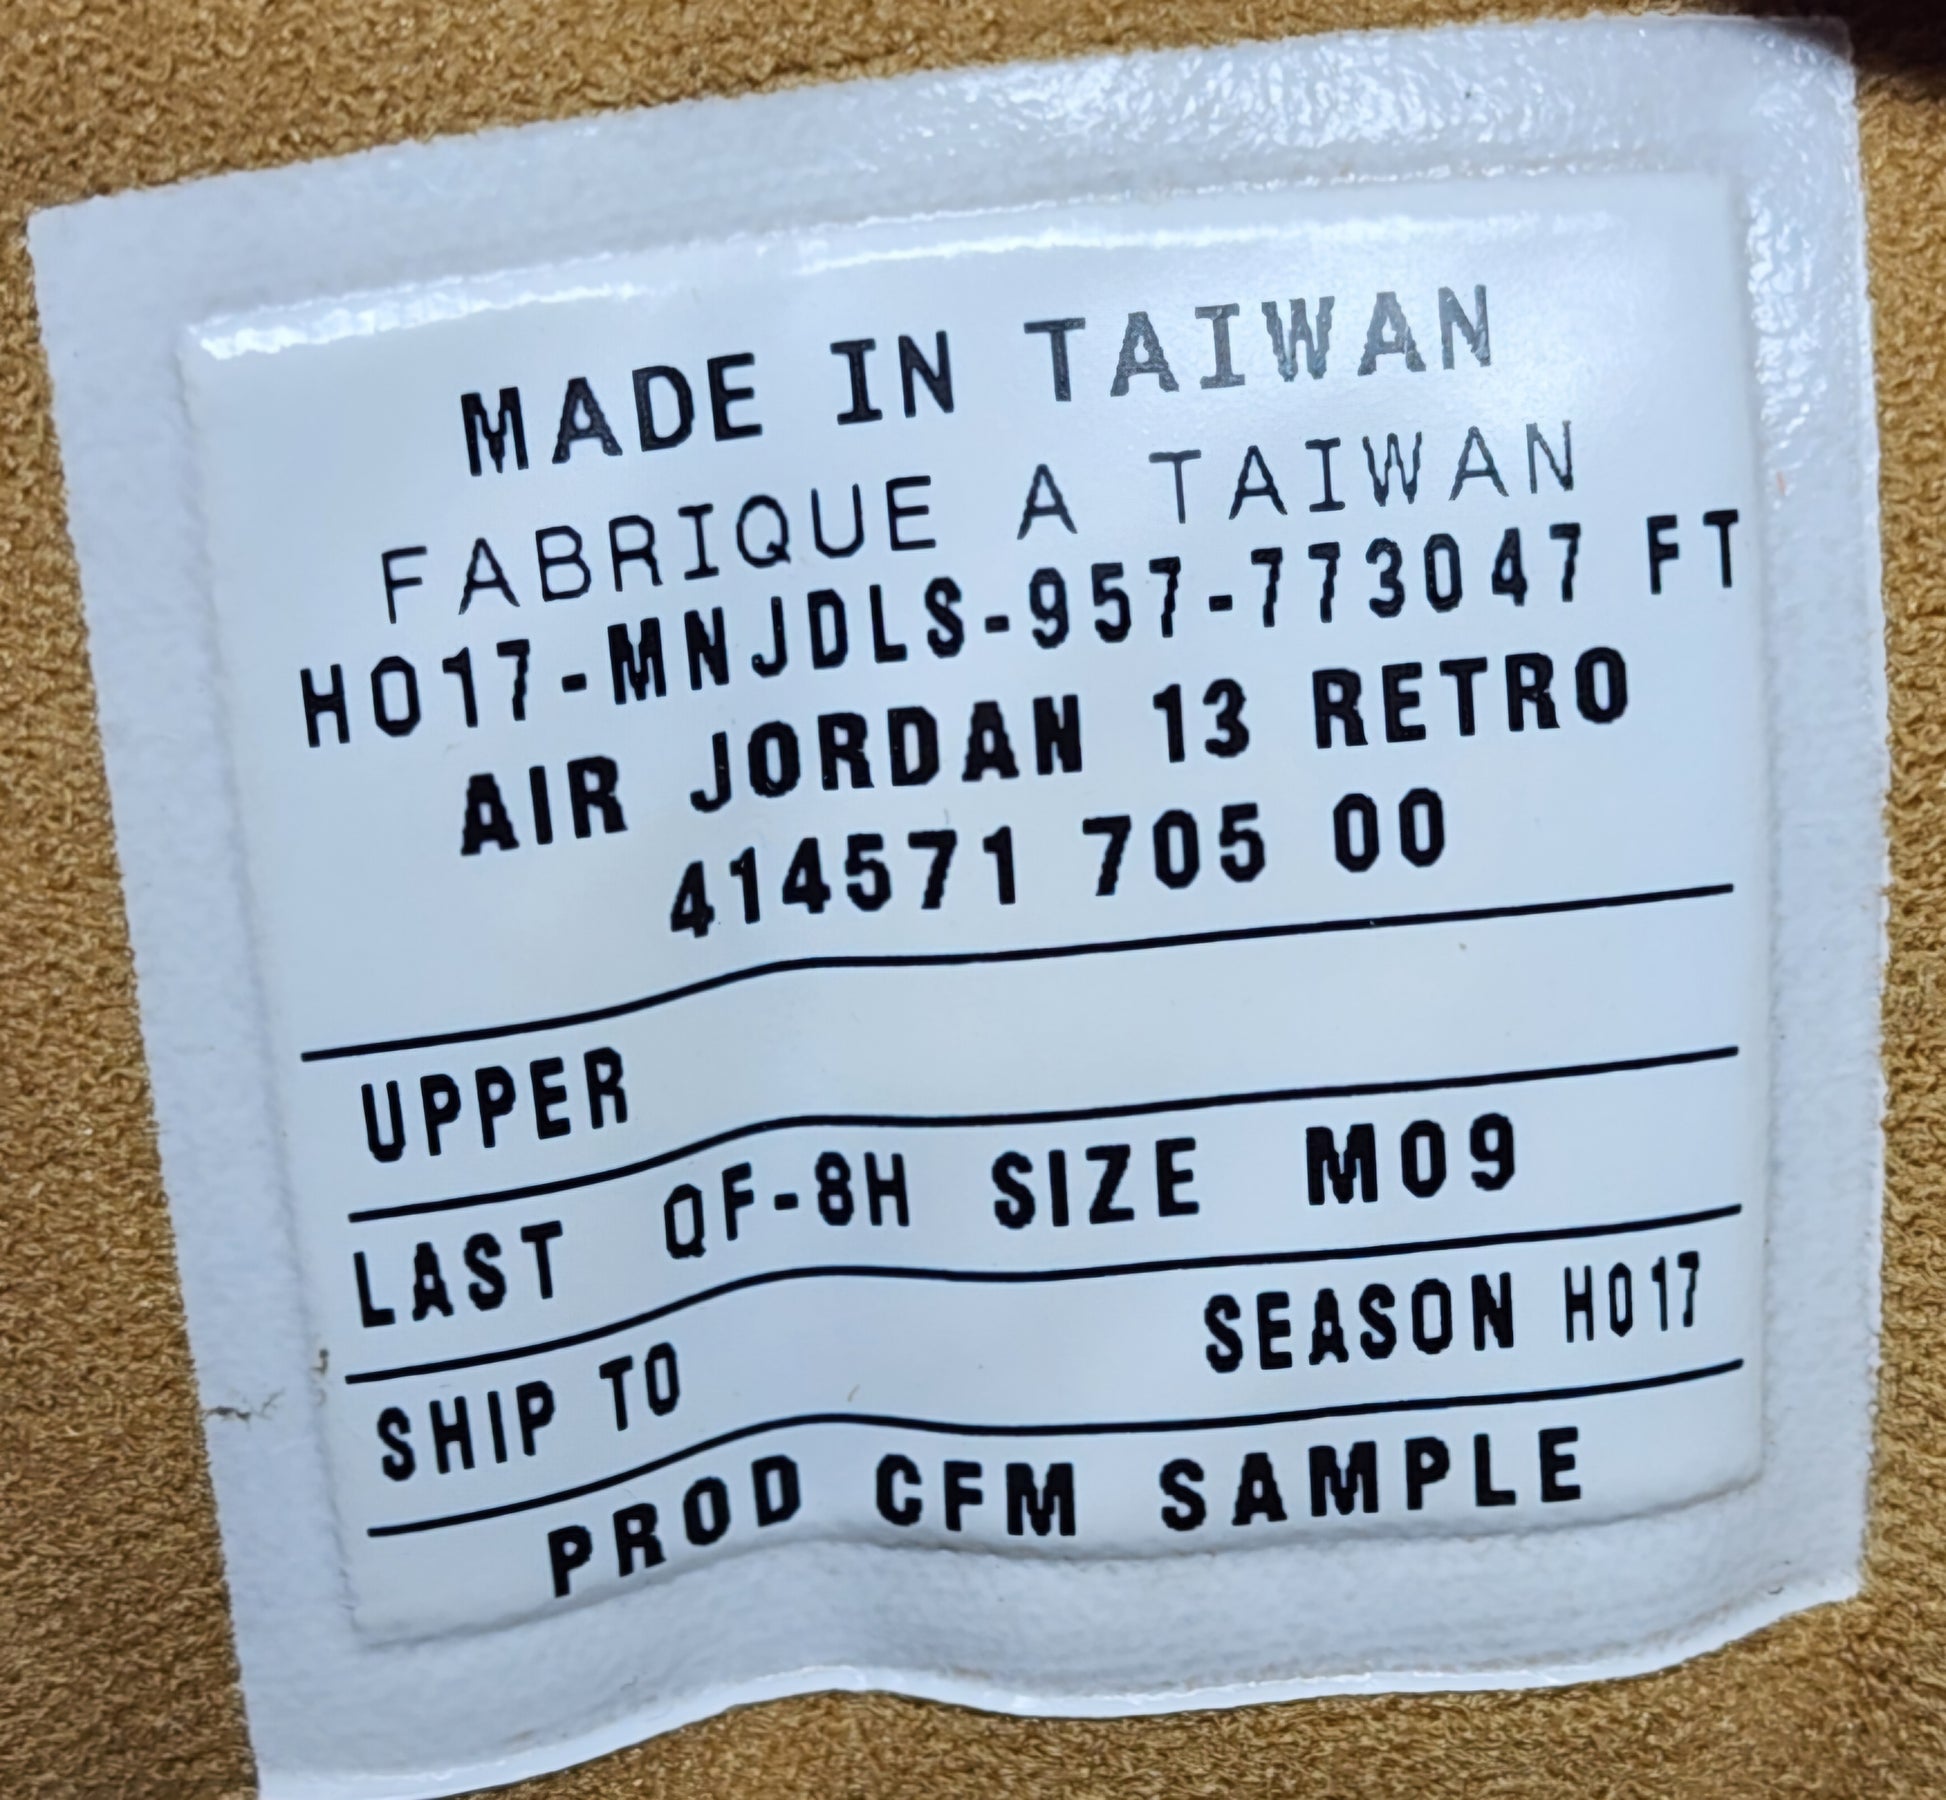 MADE IN TAIWAN
FABRIQUE A TAIWAN
HO17-MNJDLS-957-773047 FT
AIR JORDAN 13 RETRO
414571 705 00
UPPER
LAST QF-8H SIZE M09
SHIP TO SEASON HO17
PROD CFM SAMPLE